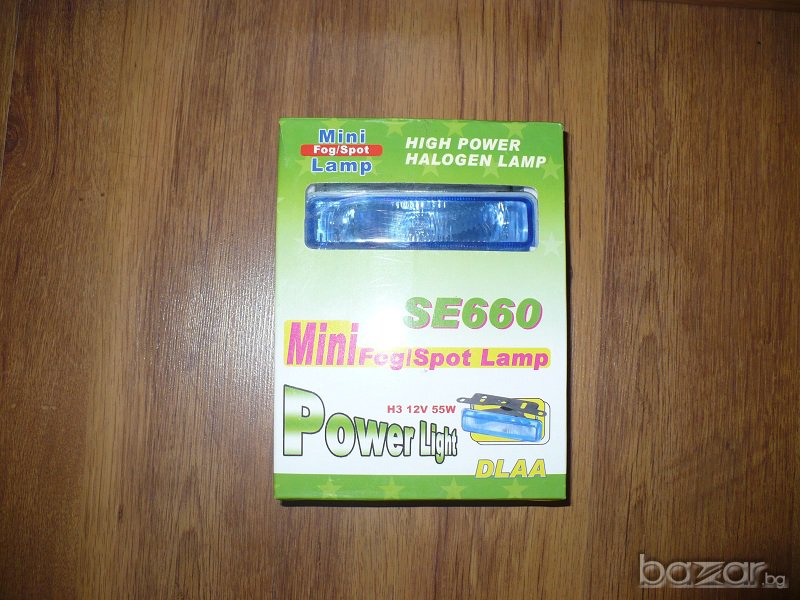 Mini
Fog/Spot
Lamp
HIGH POWER
HALOGEN LAMP
SE660
Mini Fog/Spot Lamp
H3 12V 55W
Power Light
DLAA
bazar.bg